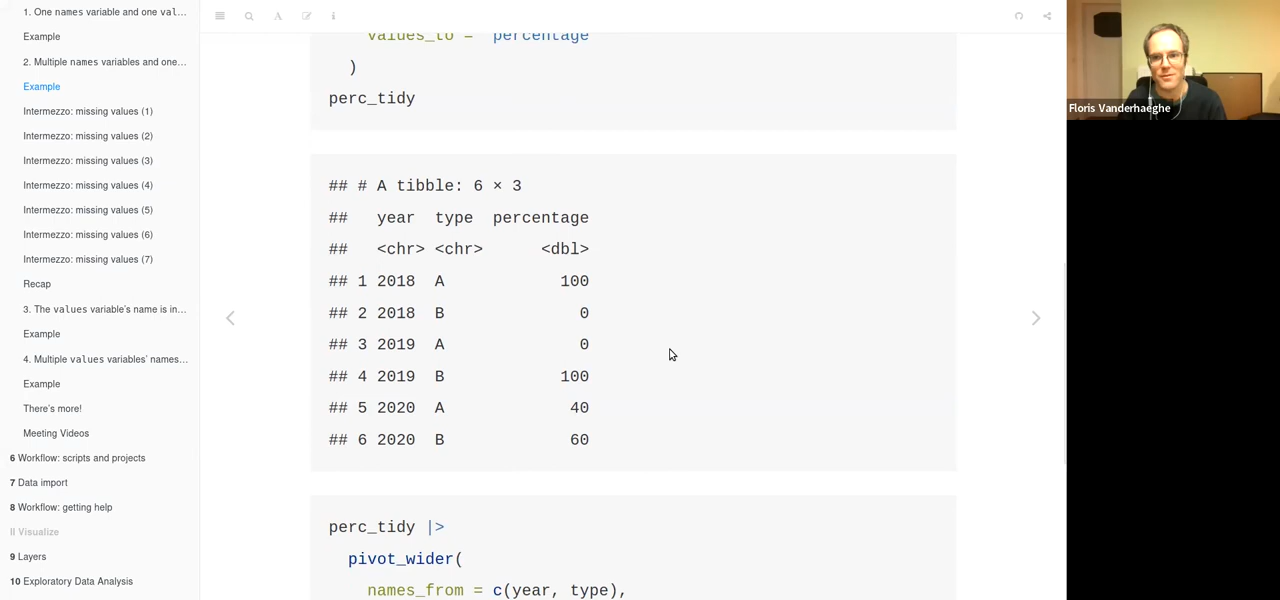 1. One names variable and one val...
Example
2. Multiple names variables and one...
Example
Intermezzo: missing values (1)
Intermezzo: missing values (2)
Intermezzo: missing values (3)
Intermezzo: missing values (4)
Intermezzo: missing values (5)
Intermezzo: missing values (6)
Intermezzo: missing values (7)
Recap
3. The values variable's name is in...
Example
4. Multiple values variables' names...
Example
There's more!
Meeting Videos
6 Workflow: scripts and projects
7 Data import
8 Workflow: getting help
II Visualize
9 Layers
10 Exploratory Data Analysis
values_to = "percentage"
)
perc_tidy
## # A tibble: 6 × 3
##   year  type  percentage
##   <chr> <chr>      <dbl>
## 1 2018  A            100
## 2 2018  B              0
## 3 2019  A              0
## 4 2019  B            100
## 5 2020  A             40
## 6 2020  B             60
perc_tidy |>
pivot_wider(
names_from = c(year, type),
Floris Vanderhaeghe